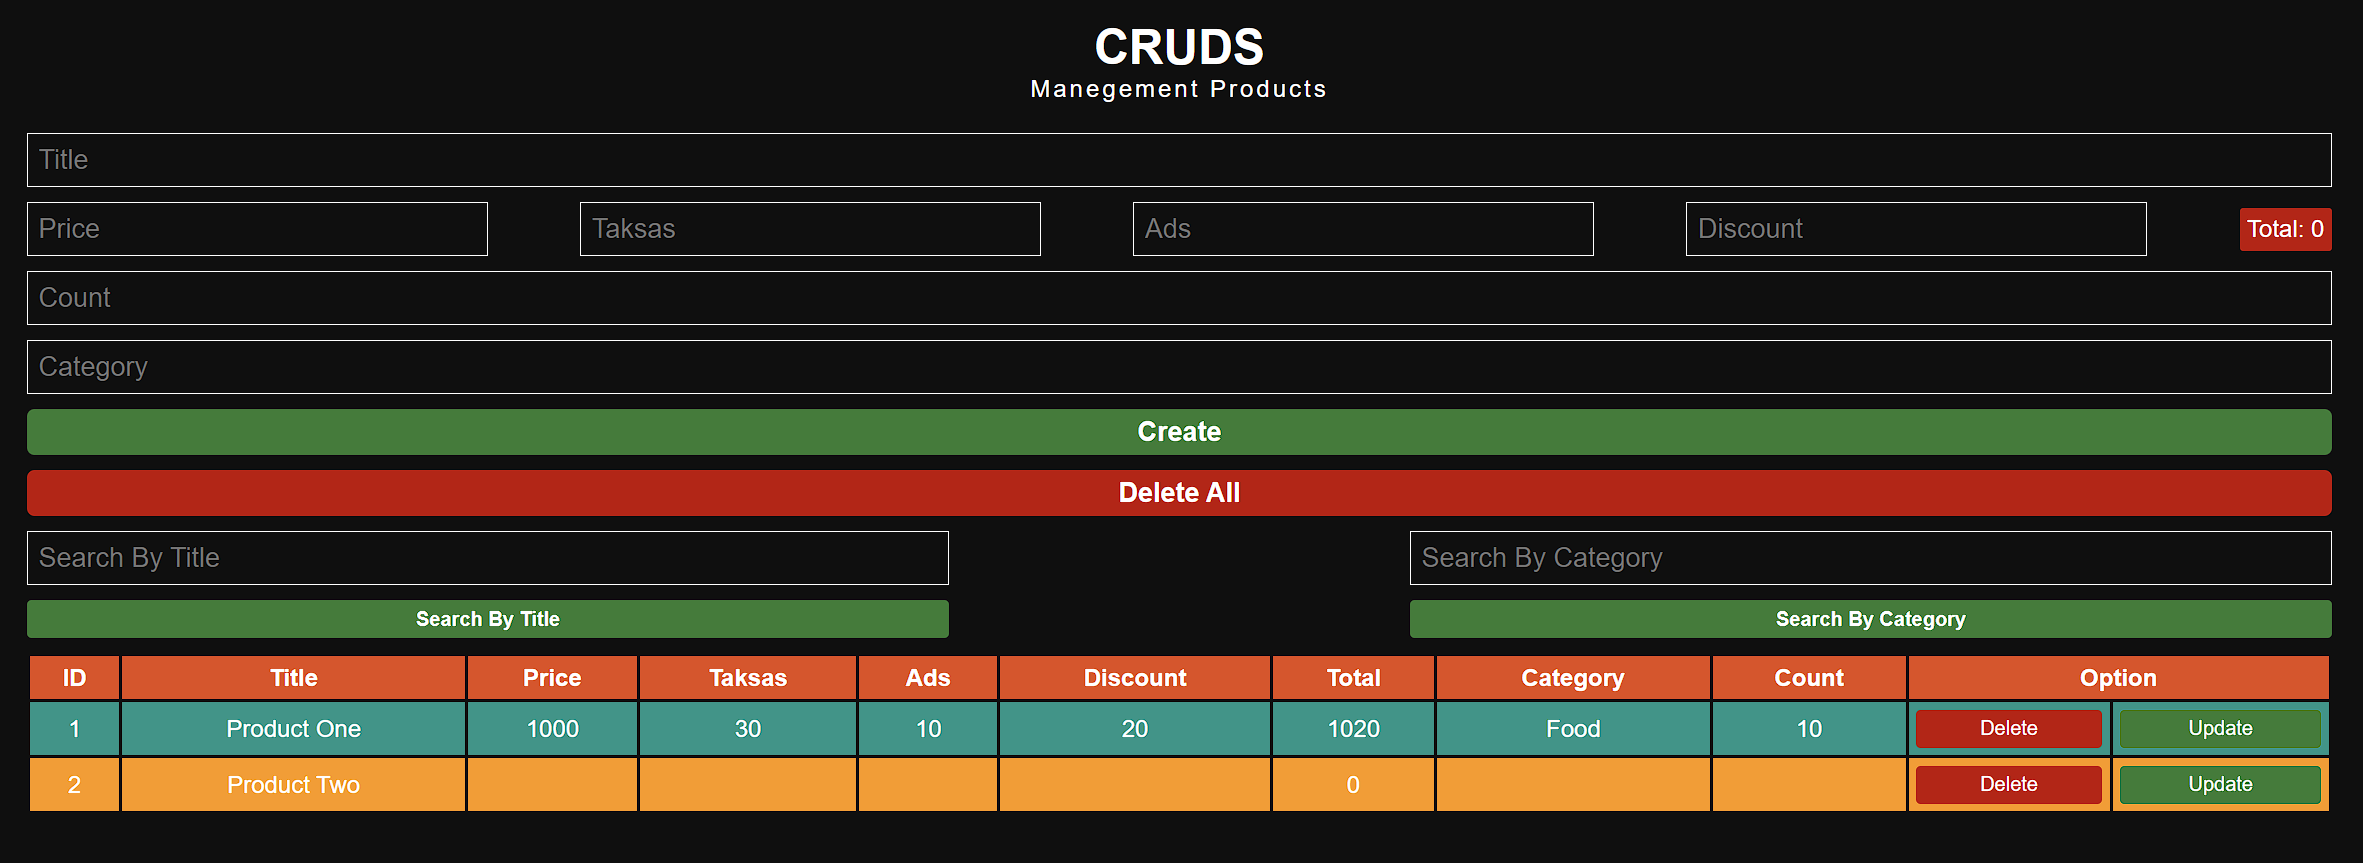 CRUDS
Manegement Products
Title
Price Taksas Ads Discount Total: 0
Count
Category
Create
Delete All
Search By Title Search By Category
Search By Title Search By Category
ID Title Price Taksas Ads Discount Total Category Count Option
1 Product One 1000 30 10 20 1020 Food 10 Delete Update
2 Product Two 0 Delete Update